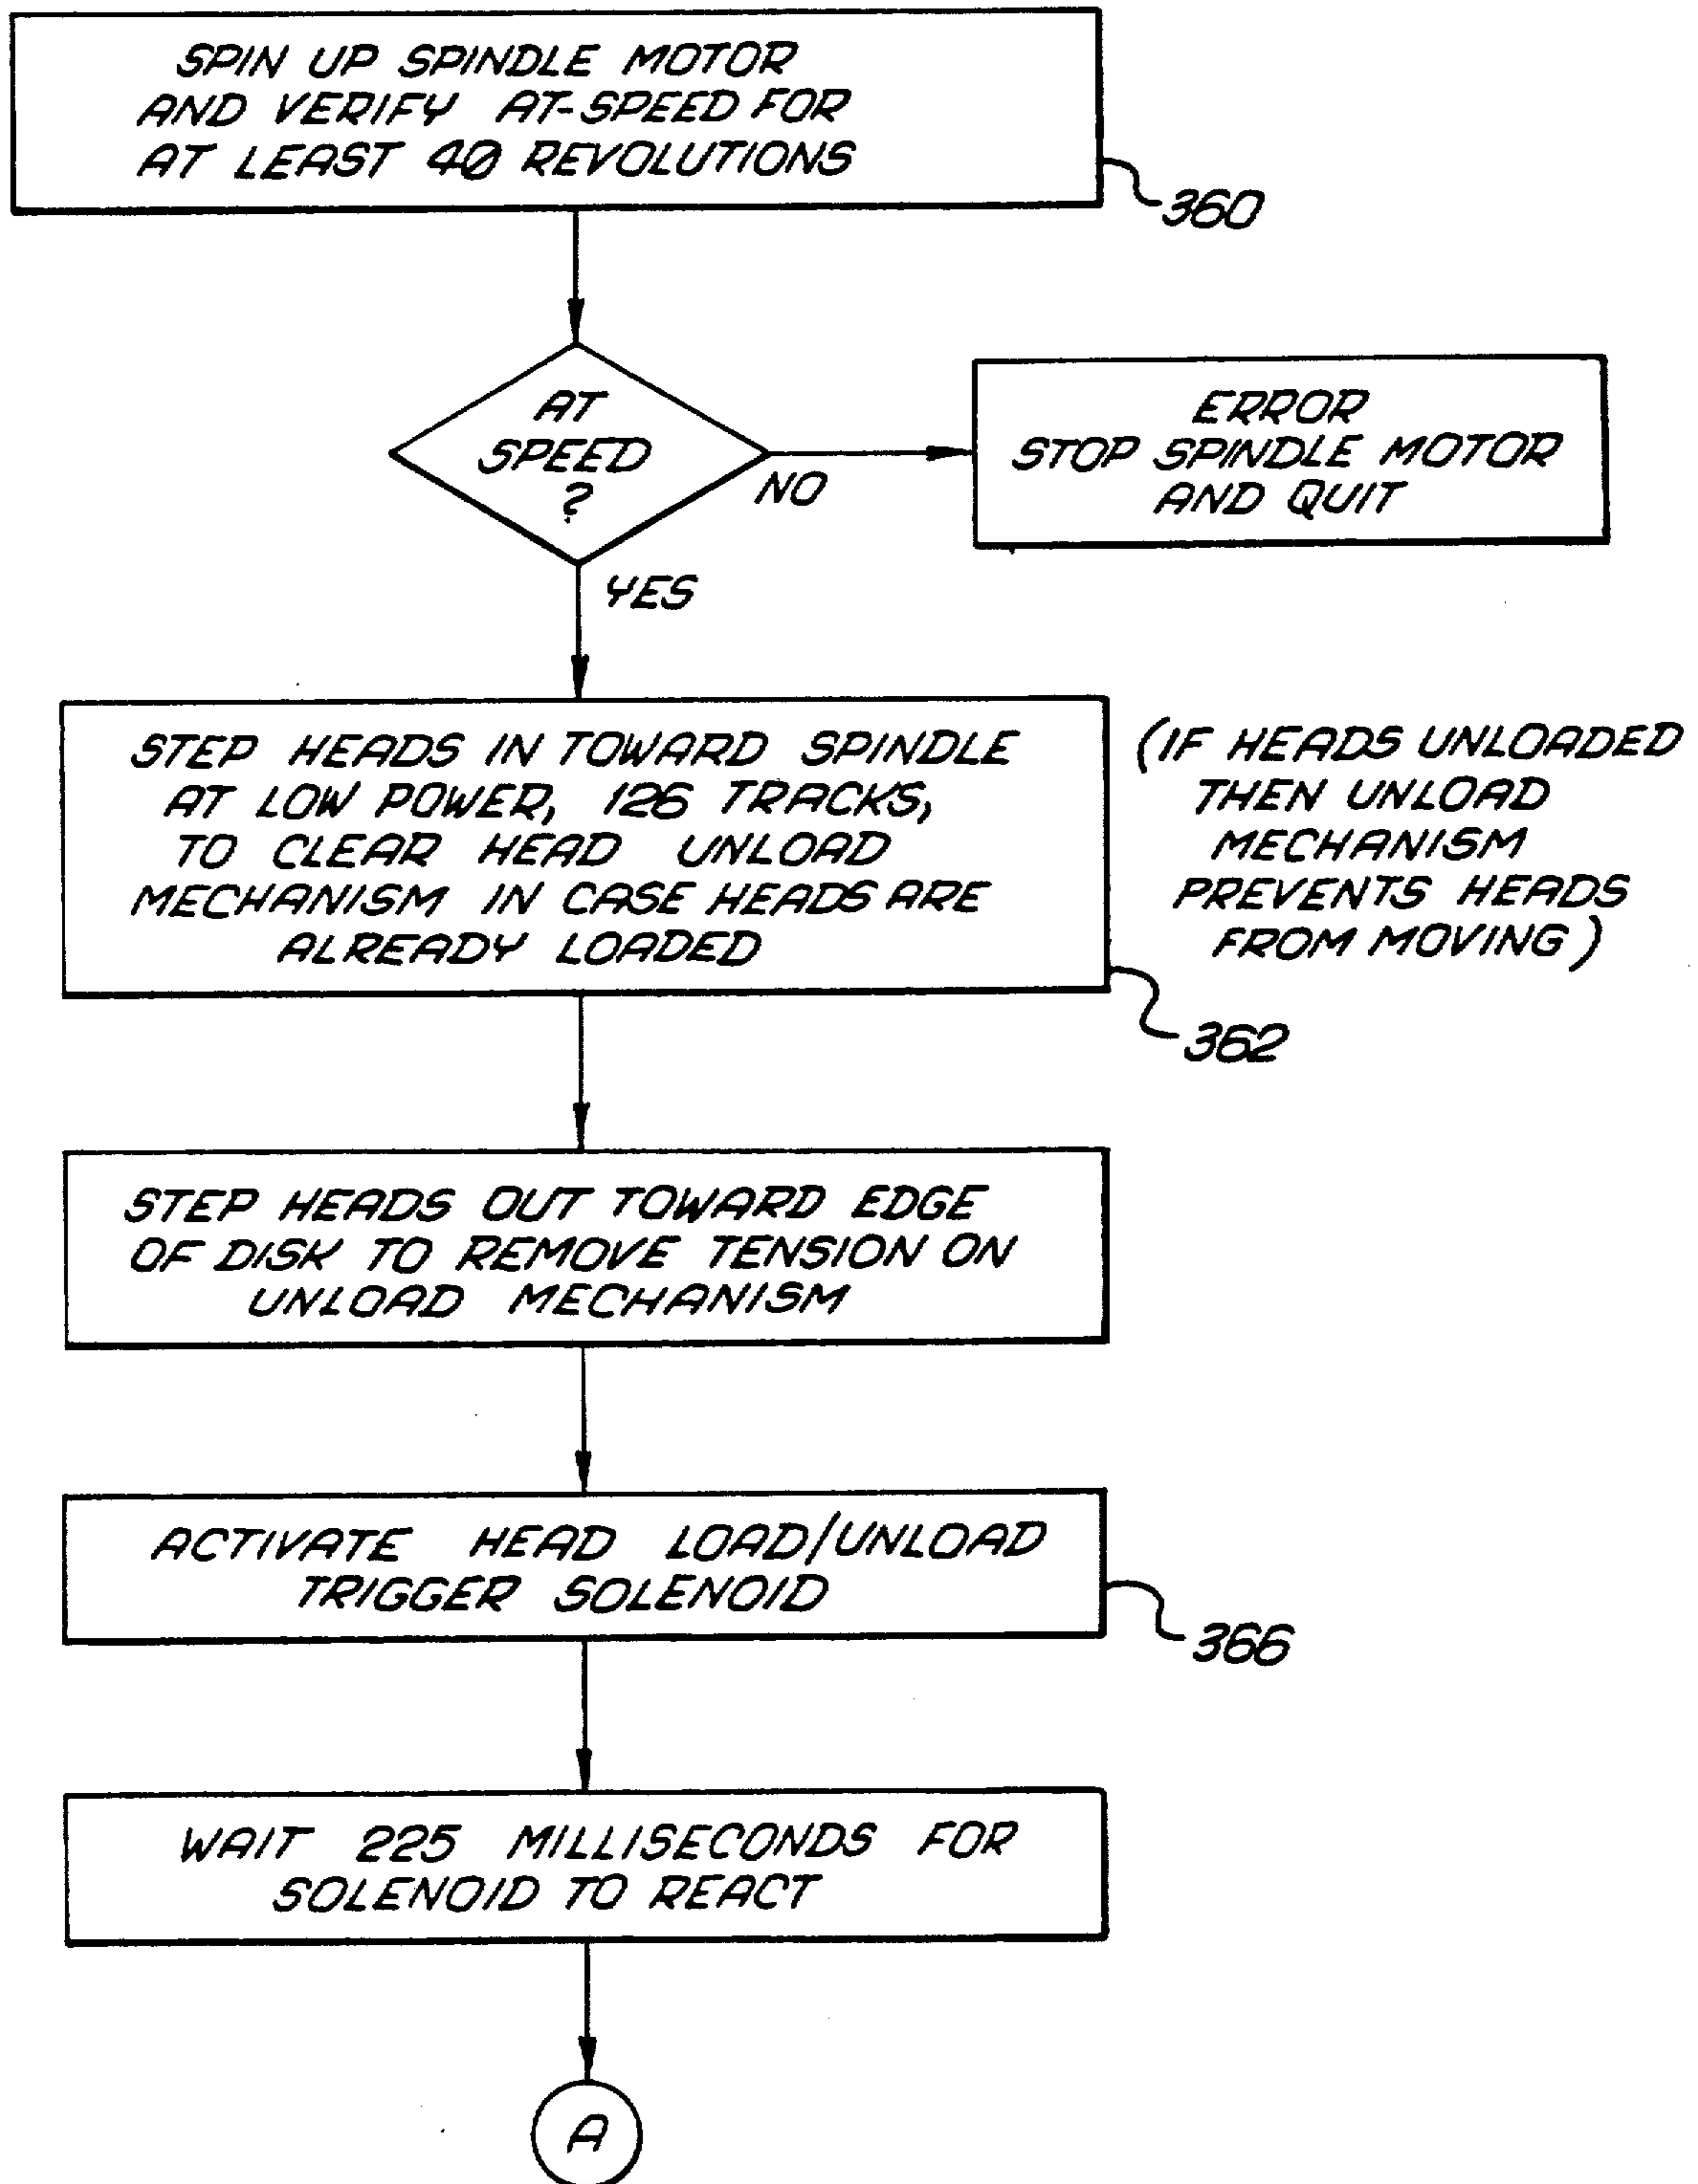 SPIN UP SPINDLE MOTOR
AND VERIFY AT-SPEED FOR
AT LEAST 40 REVOLUTIONS
360
AT
SPEED
?
NO
ERROR
STOP SPINDLE MOTOR
AND QUIT
YES
STEP HEADS IN TOWARD SPINDLE
AT LOW POWER, 126 TRACKS,
TO CLEAR HEAD UNLOAD
MECHANISM IN CASE HEADS ARE
ALREADY LOADED
(IF HEADS UNLOADED
THEN UNLOAD
MECHANISM
PREVENTS HEADS
FROM MOVING)
362
STEP HEADS OUT TOWARD EDGE
OF DISK TO REMOVE TENSION ON
UNLOAD MECHANISM
ACTIVATE HEAD LOAD/UNLOAD
TRIGGER SOLENOID
366
WAIT 225 MILLISECONDS FOR
SOLENOID TO REACT
A